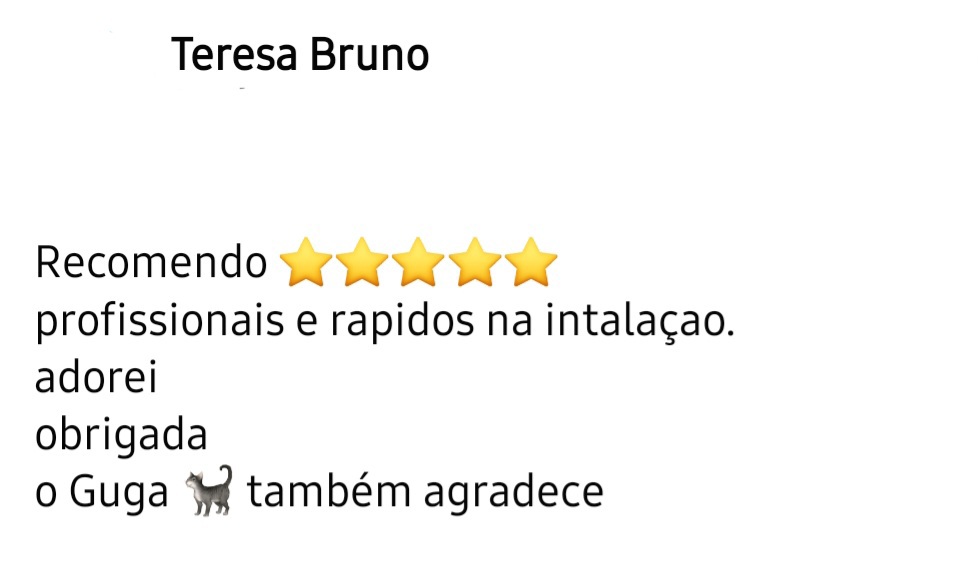 Teresa Bruno
Recomendo ⭐⭐⭐⭐⭐
profissionais e rapidos na intalaçao.
adorei
obrigada
o Guga 🐈 também agradece